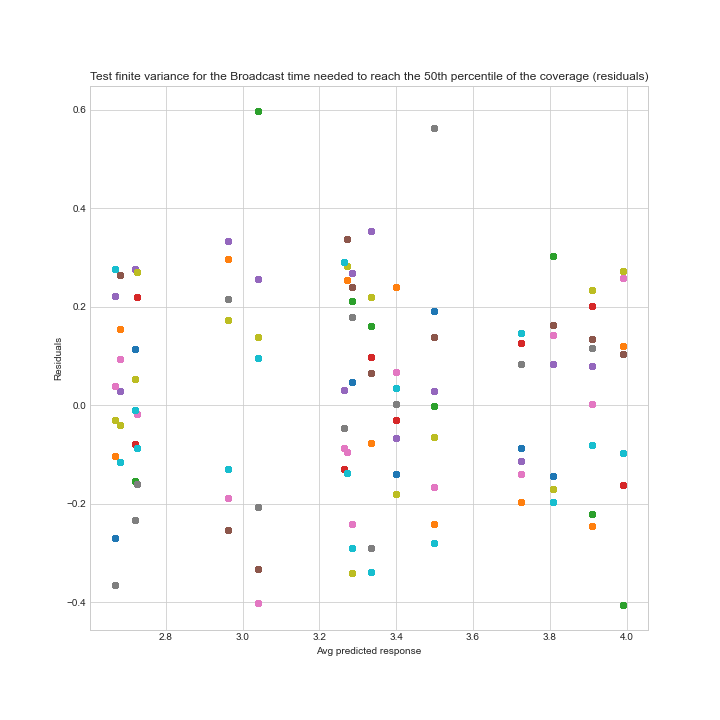 Test finite variance for the Broadcast time needed to reach the 50th percentile of the coverage (residuals)
0.6
0.4
0.2
0.0
−0.2
−0.4
Residuals
2.8 3.0 3.2 3.4 3.6 3.8 4.0
Avg predicted response